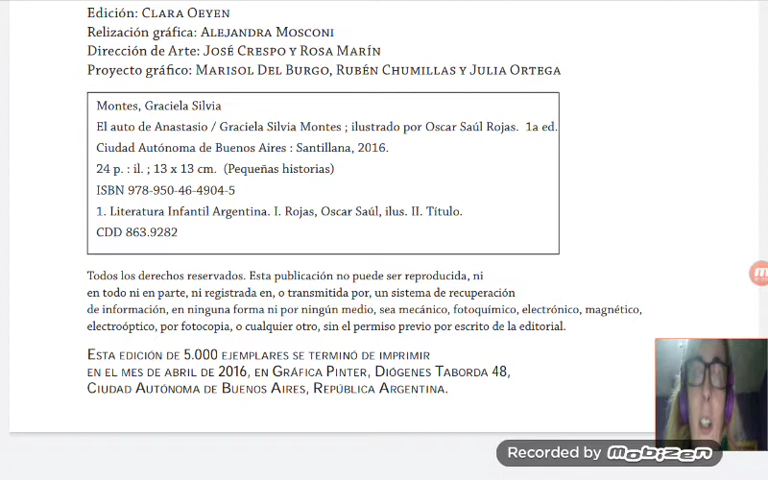 Edición: Clara Oeyen
Relización gráfica: Alejandra Mosconi
Dirección de Arte: José Crespo y Rosa Marín
Proyecto gráfico: Marisol Del Burgo, Rubén Chumillas y Julia Ortega
Montes, Graciela Silvia
El auto de Anastasio / Graciela Silvia Montes ; ilustrado por Oscar Saúl Rojas. 1a ed.
Ciudad Autónoma de Buenos Aires : Santillana, 2016.
24 p. : il. ; 13 x 13 cm. (Pequeñas historias)
ISBN 978-950-46-4904-5
1. Literatura Infantil Argentina. I. Rojas, Oscar Saúl, ilus. II. Título.
CDD 863.9282
Todos los derechos reservados. Esta publicación no puede ser reproducida, ni
en todo ni en parte, ni registrada en, o transmitida por, un sistema de recuperación
de información, en ninguna forma ni por ningún medio, sea mecánico, fotoquímico, electrónico, magnético,
electroóptico, por fotocopia, o cualquier otro, sin el permiso previo por escrito de la editorial.
Esta edición de 5.000 ejemplares se terminó de imprimir
en el mes de abril de 2016, en Gráfica Pinter, Diógenes Taborda 48,
Ciudad Autónoma de Buenos Aires, República Argentina.
Recorded by Mobizen